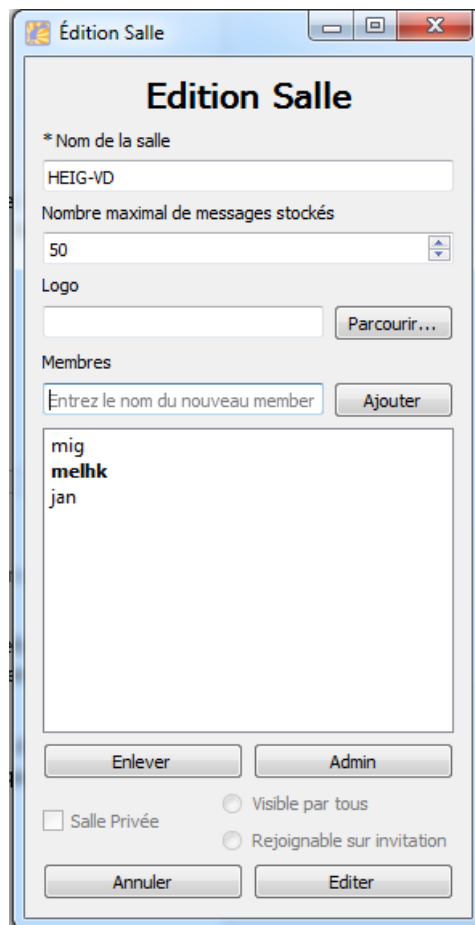 Édition Salle
Edition Salle
* Nom de la salle
HEIG-VD
Nombre maximal de messages stockés
50
Logo
Parcourir...
Membres
Entrez le nom du nouveau member
Ajouter
mig
melhk
jan
Enlever
Admin
Salle Privée
Visible par tous
Rejoignable sur invitation
Annuler
Editer